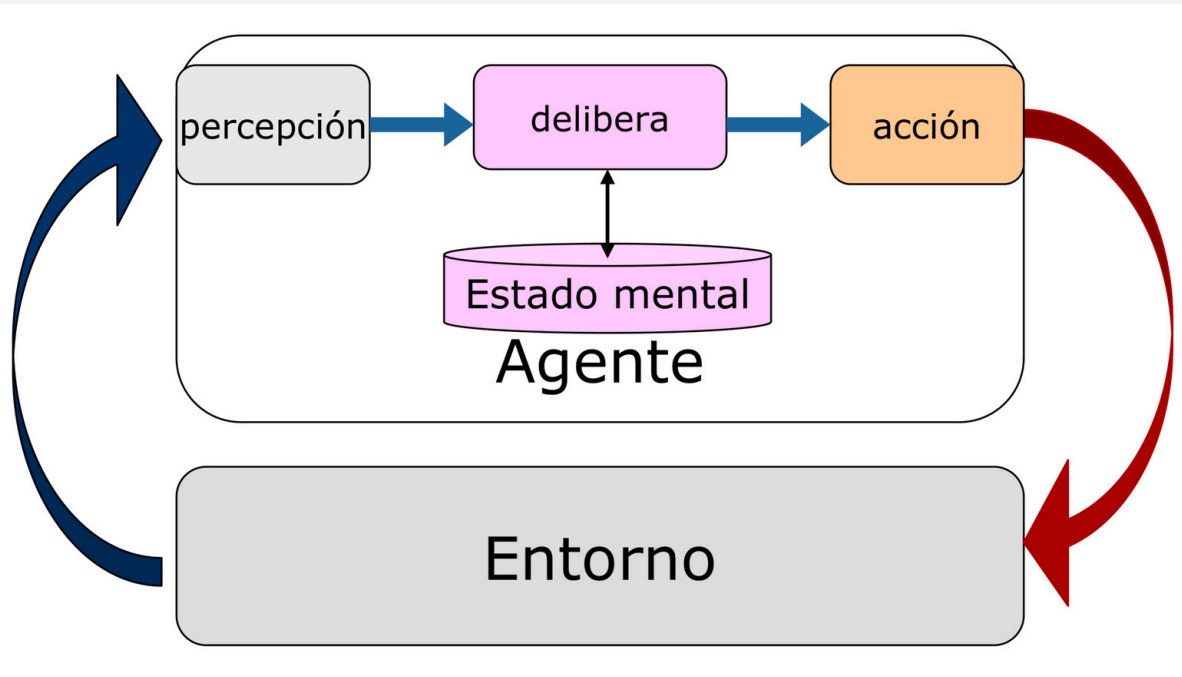 percepción
delibera
acción
Estado mental
Agente
Entorno